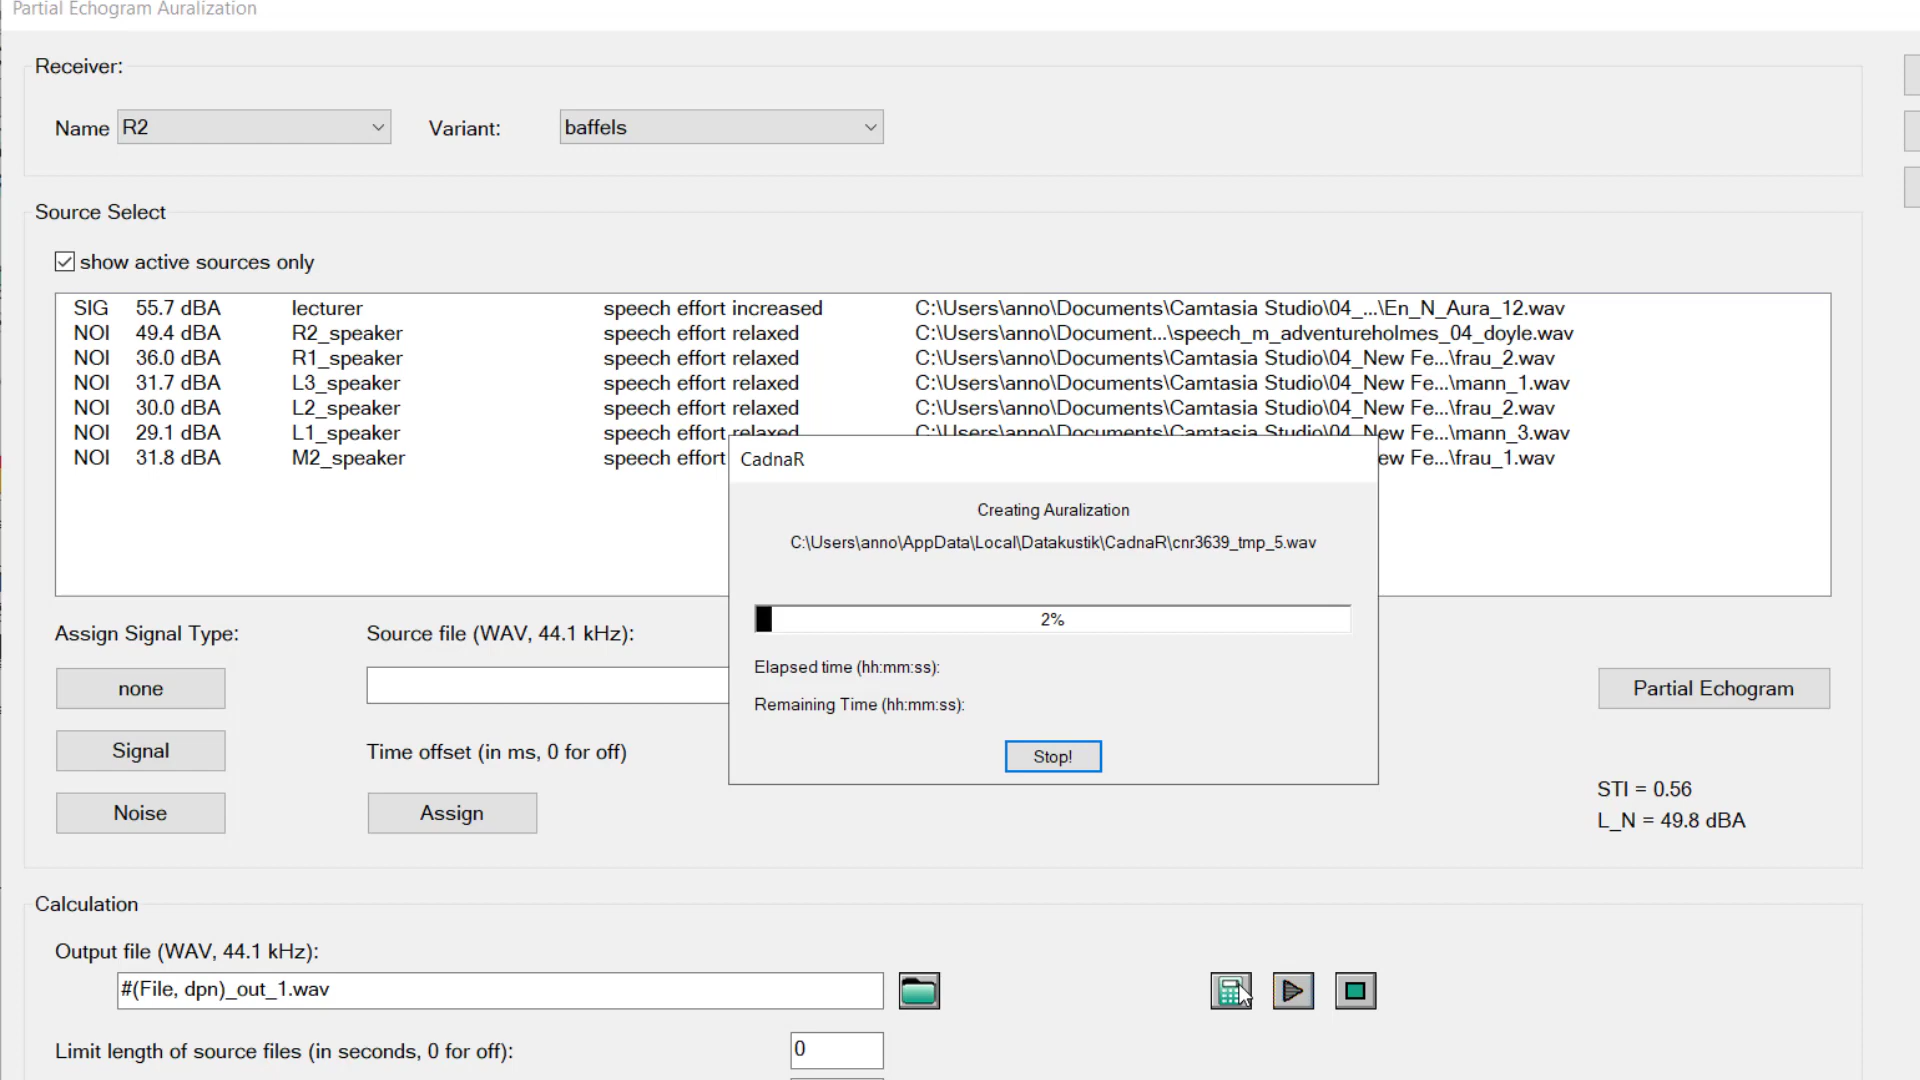 Partial Echogram Auralization
Receiver:
Name R2 Variant: baffels
Source Select
show active sources only
SIG 55.7 dBA lecturer speech effort increased C:\Users\anno\Documents\Camtasia Studio\04_...\En_N_Aura_12.wav
NOI 49.4 dBA R2_speaker speech effort relaxed C:\Users\anno\Document...\speech_m_adventureholmes_04_doyle.wav
NOI 36.0 dBA R1_speaker speech effort relaxed C:\Users\anno\Documents\Camtasia Studio\04_New Fe...\frau_2.wav
NOI 31.7 dBA L3_speaker speech effort relaxed C:\Users\anno\Documents\Camtasia Studio\04_New Fe...\mann_1.wav
NOI 30.0 dBA L2_speaker speech effort relaxed C:\Users\anno\Documents\Camtasia Studio\04_New Fe...\frau_2.wav
NOI 29.1 dBA L1_speaker speech effort relaxed C:\Users\anno\Documents\Camtasia Studio\04_New Fe...\mann_3.wav
NOI 31.8 dBA M2_speaker speech effort ew Fe...\frau_1.wav
CadnaR
Creating Auralization
C:\Users\anno\AppData\Local\Datakustik\CadnaR\cnr3639_tmp_5.wav
2%
Elapsed time (hh:mm:ss):
Remaining Time (hh:mm:ss):
Stop!
Assign Signal Type: Source file (WAV, 44.1 kHz):
none
Partial Echogram
Signal
Time offset (in ms, 0 for off)
Noise
Assign
STI = 0.56
L_N = 49.8 dBA
Calculation
Output file (WAV, 44.1 kHz):
#(File, dpn)_out_1.wav
Limit length of source files (in seconds, 0 for off): 0